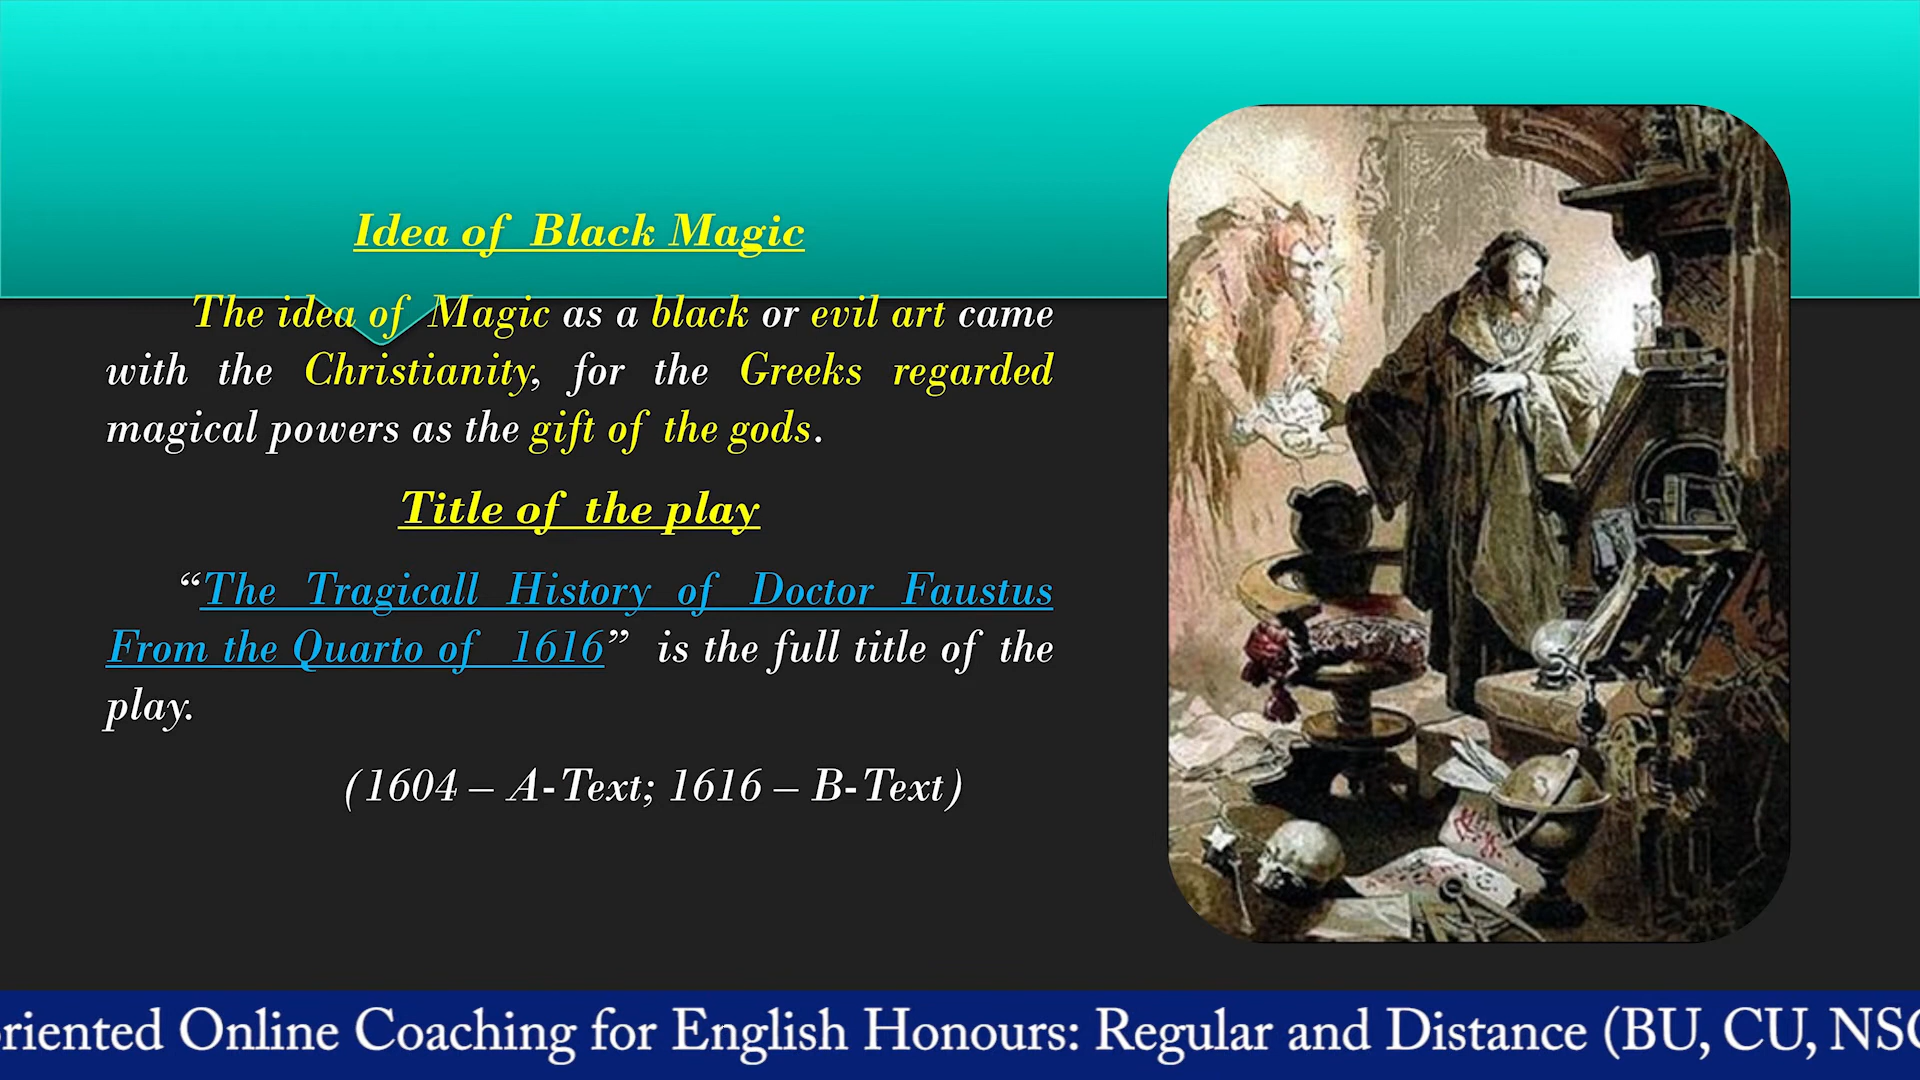 Idea of Black Magic
The idea of Magic as a black or evil art came
with the Christianity, for the Greeks regarded
magical powers as the gift of the gods.
Title of the play
“The Tragicall History of Doctor Faustus
From the Quarto of 1616” is the full title of the
play.
(1604 – A-Text; 1616 – B-Text)
riented Online Coaching for English Honours: Regular and Distance (BU, CU, NSO